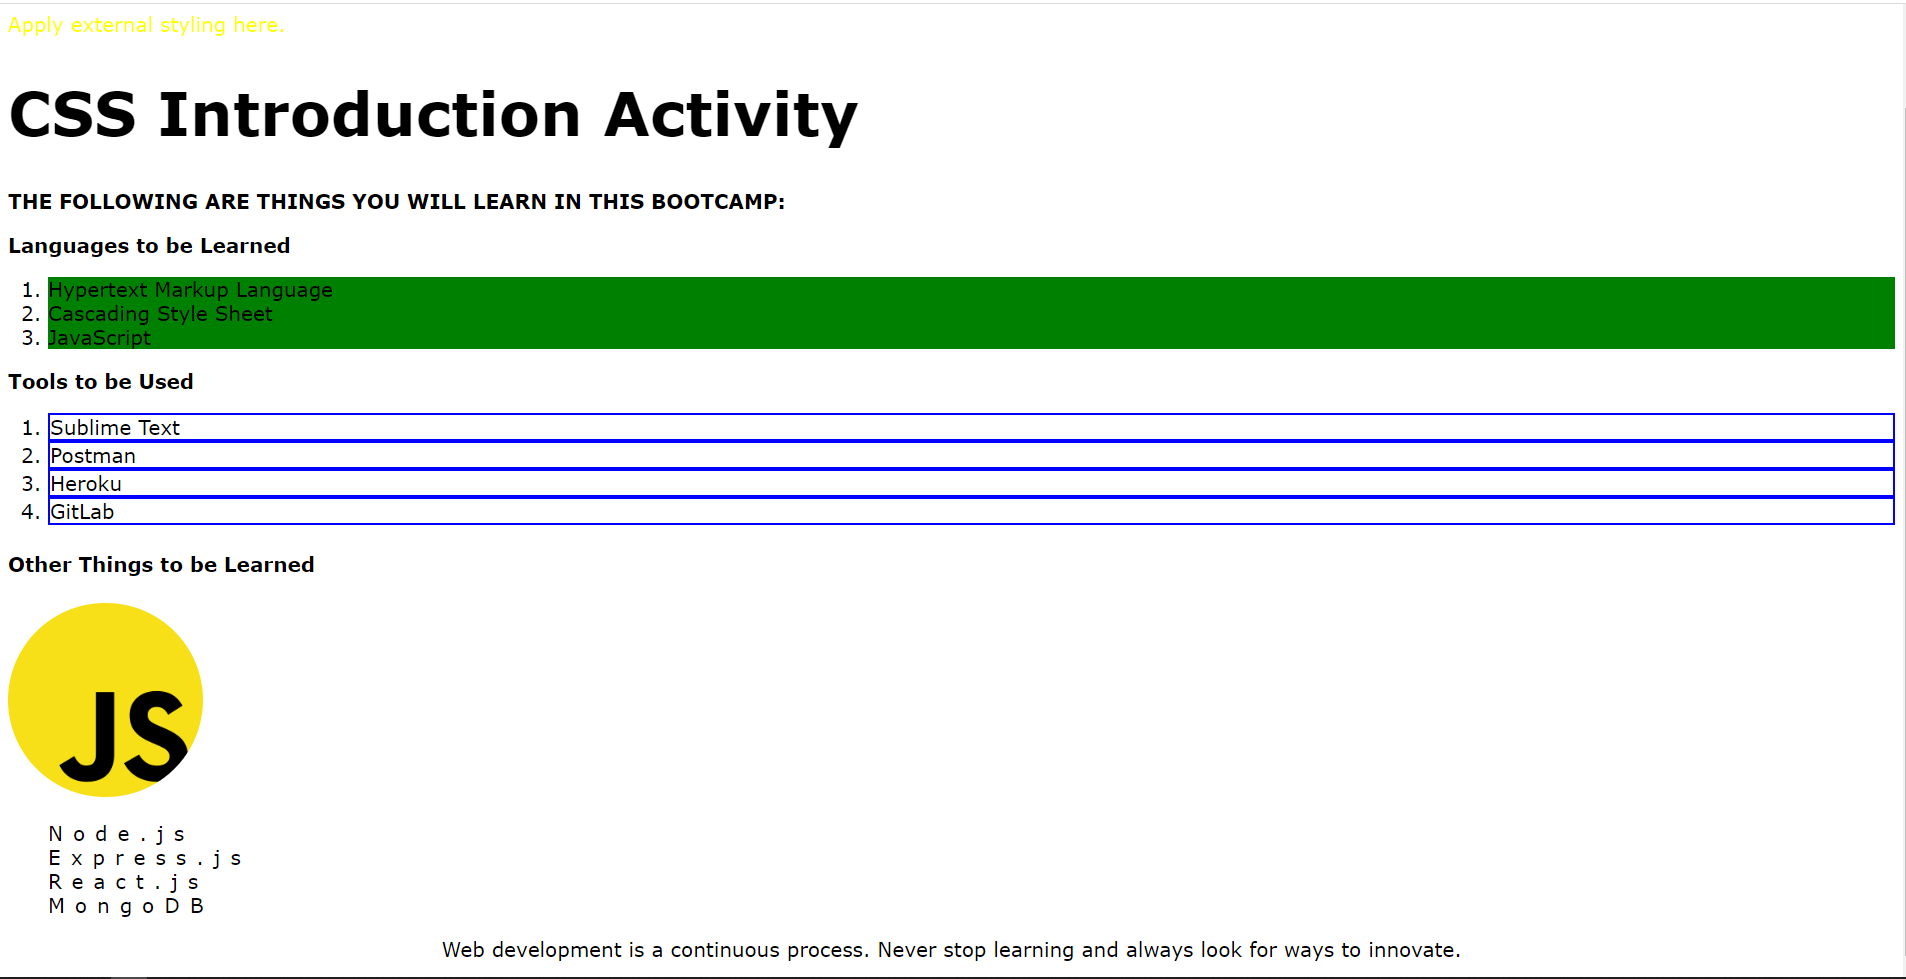 Apply external styling here.
CSS Introduction Activity
THE FOLLOWING ARE THINGS YOU WILL LEARN IN THIS BOOTCAMP:
Languages to be Learned
1. Hypertext Markup Language
2. Cascading Style Sheet
3. JavaScript
Tools to be Used
1. Sublime Text
2. Postman
3. Heroku
4. GitLab
Other Things to be Learned
JS
Node.js
Express.js
React.js
MongoDB
Web development is a continuous process. Never stop learning and always look for ways to innovate.